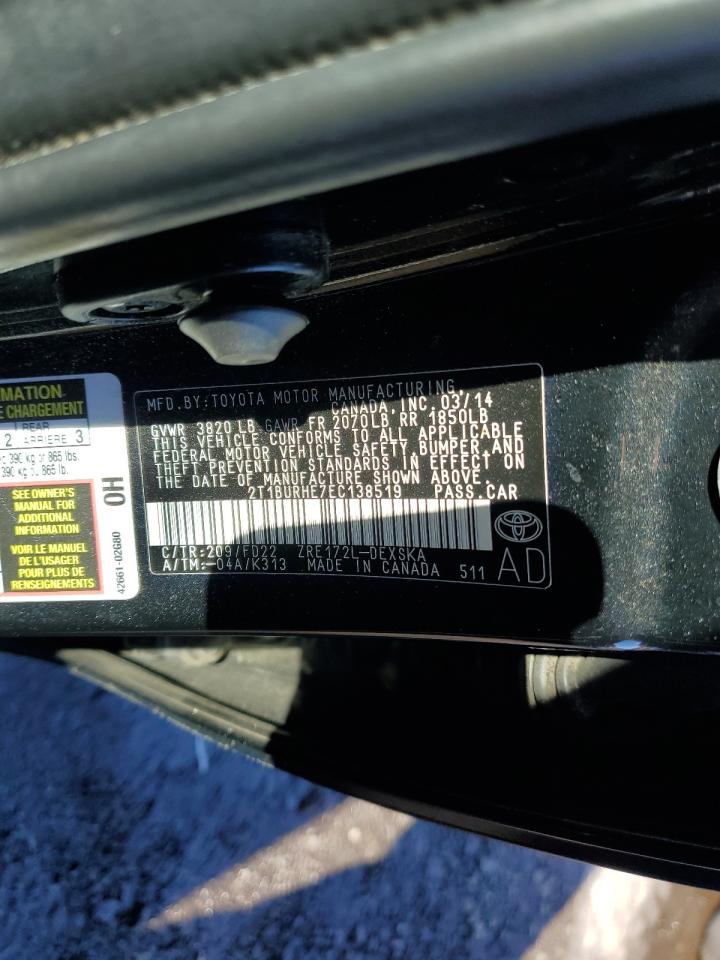 MATION
E CHARGEMENT
REAR
2 ARRIERE 3
390 kg or 865 lbs.
390 kg ou 865 lb.
SEE OWNER'S
MANUAL FOR
ADDITIONAL
INFORMATION
VOIR LE MANUEL
DE L'USAGER
POUR PLUS DE
RENSEIGNEMENTS
OH
42661-02G80
MFD.BY:TOYOTA MOTOR MANUFACTURING
CANADA, INC. 03/14
GVWR 3820 LB GAWR FR 2070LB RR 1850LB
THIS VEHICLE CONFORMS TO ALL APPLICABLE
FEDERAL MOTOR VEHICLE SAFETY,BUMPER,AND
THEFT PREVENTION STANDARDS IN EFFECT ON
THE DATE OF MANUFACTURE SHOWN ABOVE.
2T1BURHE7EC138519 PASS.CAR
C/TR:209/FD22 ZRE172L-DEXSKA
A/TM:-04A/K313 MADE IN CANADA 511
AD